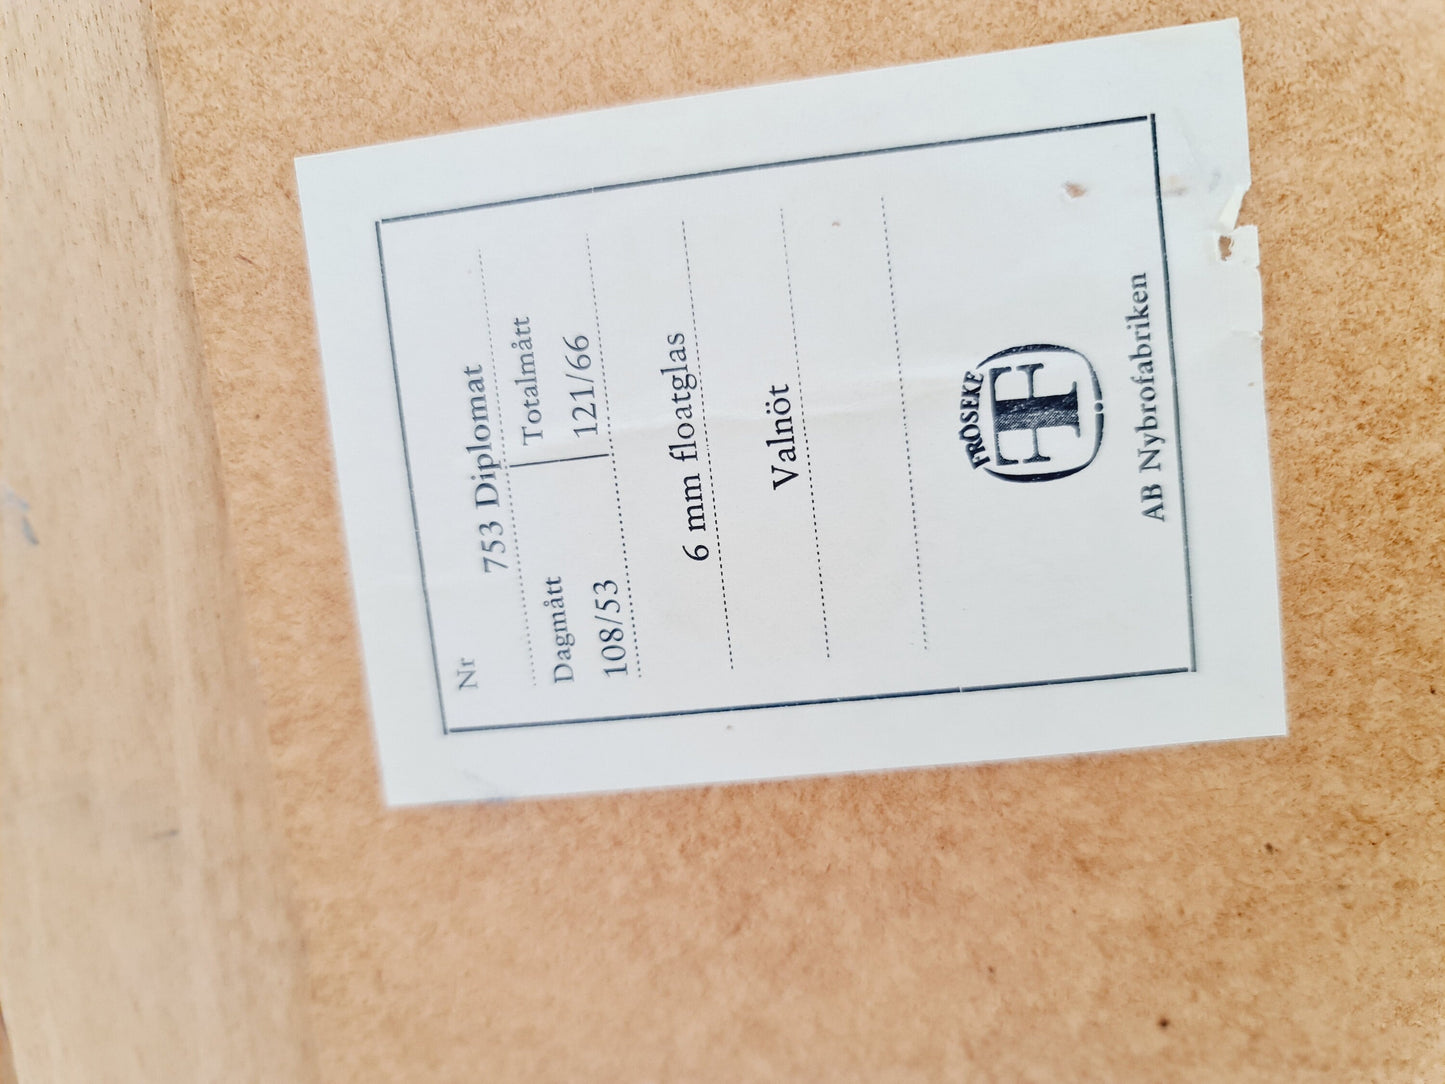 Nr
753 Diplomat
Dagmått Totalmått
108/53 121/66
6 mm floatglas
Valnöt
FRÖSEKE
F
AB Nybrofabriken